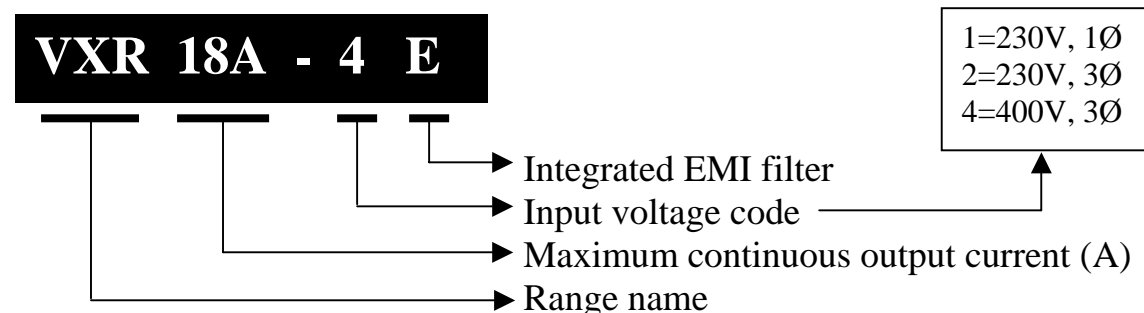 VXR 18A - 4 E
1=230V, 1Ø
2=230V, 3Ø
4=400V, 3Ø
Integrated EMI filter
Input voltage code
Maximum continuous output current (A)
Range name